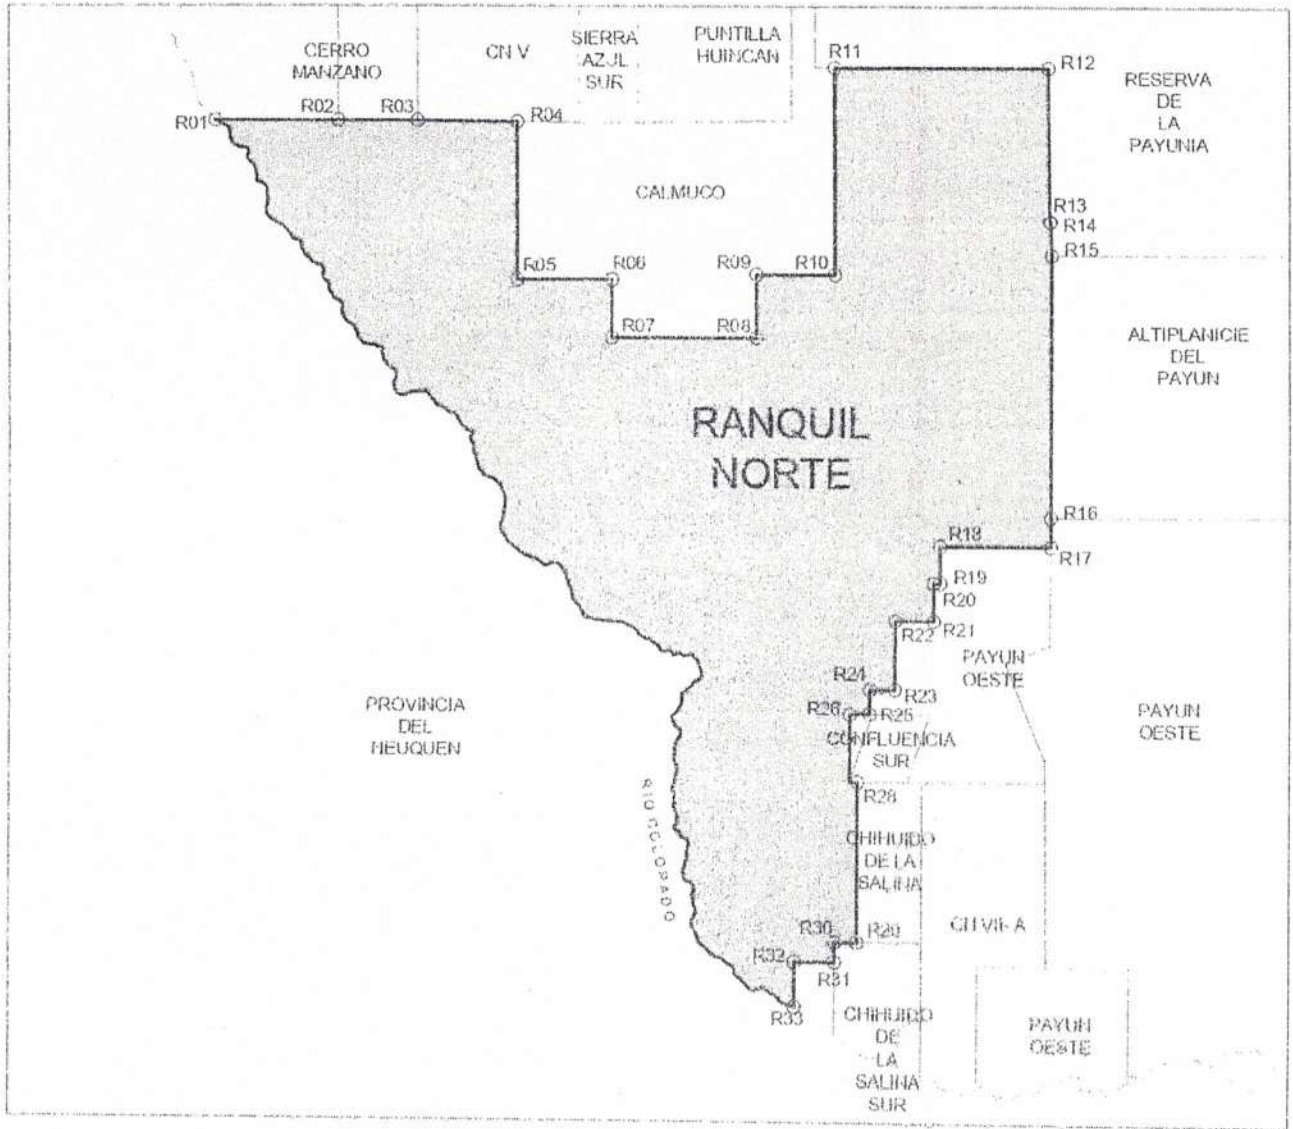 CERRO
MANZANO
CN V
SIERRA
AZUL
SUR
PUNTILLA
HUINCAN
R11
R12
RESERVA
DE
LA
PAYUNIA
R01
R02
R03
R04
CALMUCO
R13
R14
R15
R05
R06
R09
R10
R07
R08
ALTIPLANICIE
DEL
PAYUN
RANQUIL
NORTE
R16
R18
R17
R19
R20
R22
R21
PAYUN
OESTE
R24
R23
R26
R25
PROVINCIA
DEL
NEUQUEN
CONFLUENCIA
SUR
PAYUN
OESTE
R28
RIO COLORADO
CHIHUIDO
DE LA
SALINA
R30
R29
CN VII- A
R32
R31
R33
CHIHUIDO
DE
LA
SALINA
SUR
PAYUN
OESTE